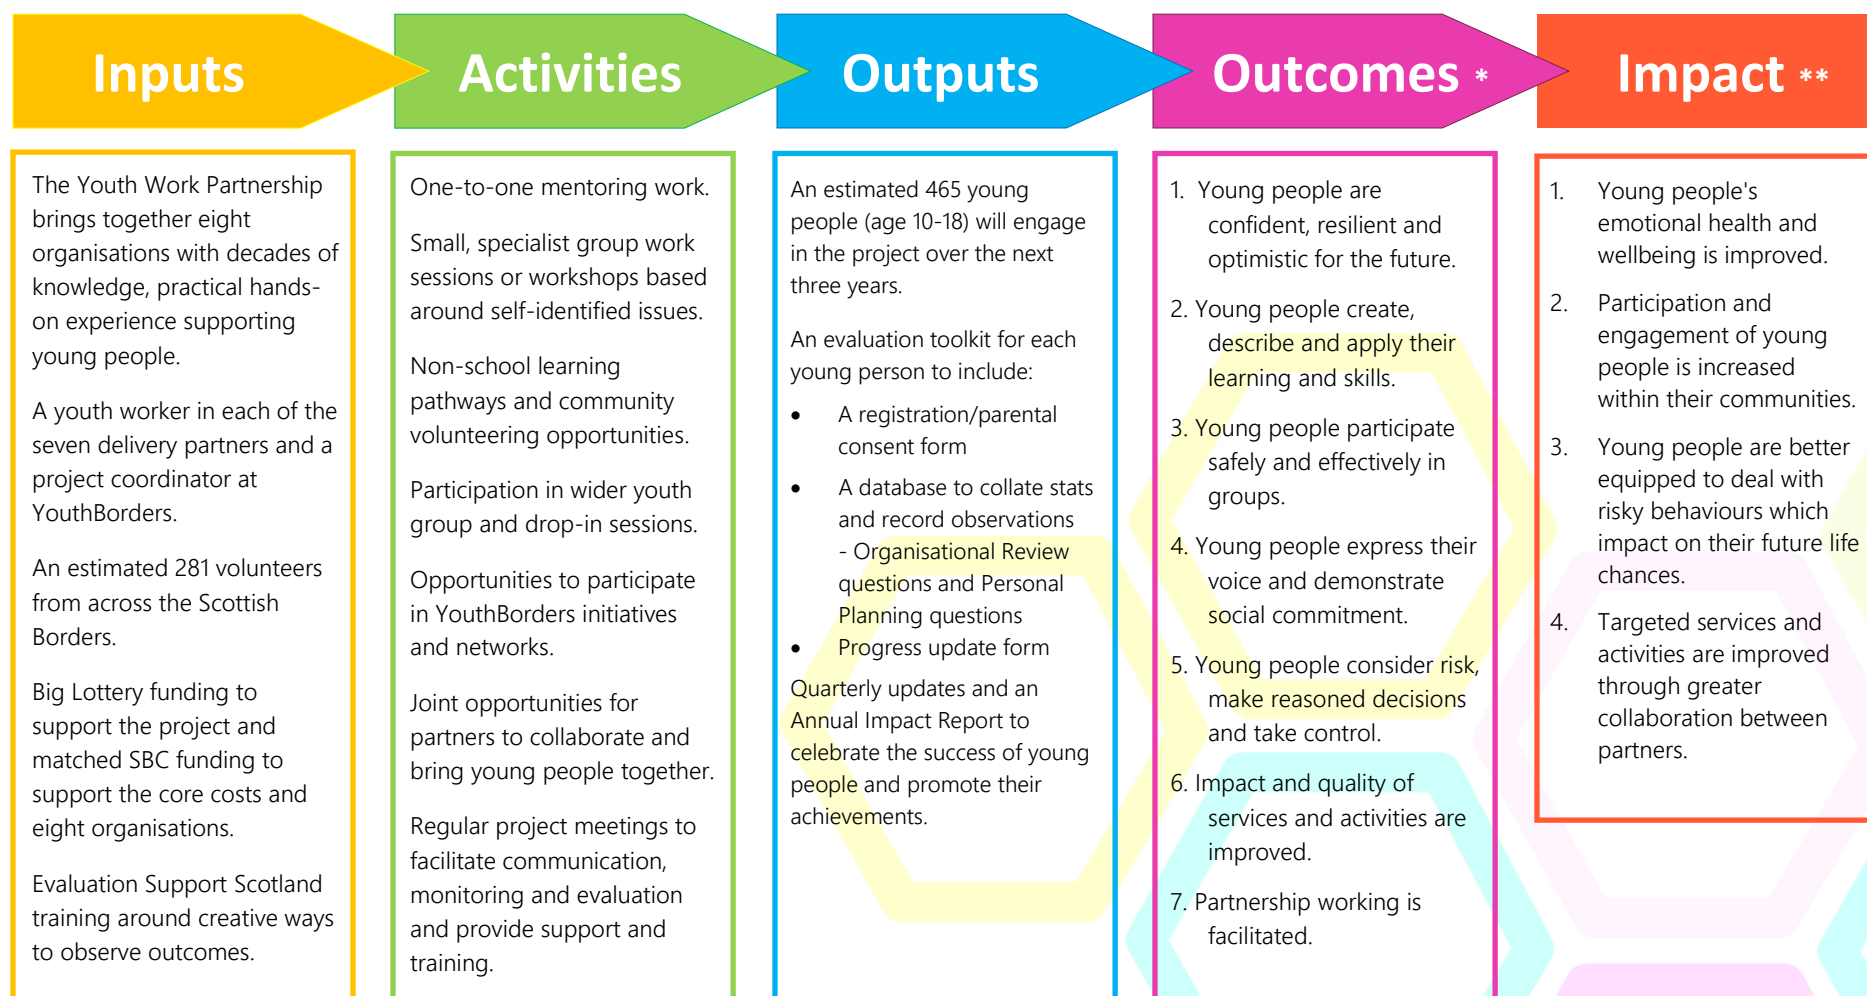 Inputs
Activities
Outputs
Outcomes *
Impact **
The Youth Work Partnership
brings together eight
organisations with decades of
knowledge, practical hands-
on experience supporting
young people.
A youth worker in each of the
seven delivery partners and a
project coordinator at
YouthBorders.
An estimated 281 volunteers
from across the Scottish
Borders.
Big Lottery funding to
support the project and
matched SBC funding to
support the core costs and
eight organisations.
Evaluation Support Scotland
training around creative ways
to observe outcomes.
One-to-one mentoring work.
Small, specialist group work
sessions or workshops based
around self-identified issues.
Non-school learning
pathways and community
volunteering opportunities.
Participation in wider youth
group and drop-in sessions.
Opportunities to participate
in YouthBorders initiatives
and networks.
Joint opportunities for
partners to collaborate and
bring young people together.
Regular project meetings to
facilitate communication,
monitoring and evaluation
and provide support and
training.
An estimated 465 young
people (age 10-18) will engage
in the project over the next
three years.
An evaluation toolkit for each
young person to include:
• A registration/parental
consent form
• A database to collate stats
and record observations
- Organisational Review
questions and Personal
Planning questions
• Progress update form
Quarterly updates and an
Annual Impact Report to
celebrate the success of young
people and promote their
achievements.
1. Young people are
confident, resilient and
optimistic for the future.
2. Young people create,
describe and apply their
learning and skills.
3. Young people participate
safely and effectively in
groups.
4. Young people express their
voice and demonstrate
social commitment.
5. Young people consider risk,
make reasoned decisions
and take control.
6. Impact and quality of
services and activities are
improved.
7. Partnership working is
facilitated.
1. Young people's
emotional health and
wellbeing is improved.
2. Participation and
engagement of young
people is increased
within their communities.
3. Young people are better
equipped to deal with
risky behaviours which
impact on their future life
chances.
4. Targeted services and
activities are improved
through greater
collaboration between
partners.